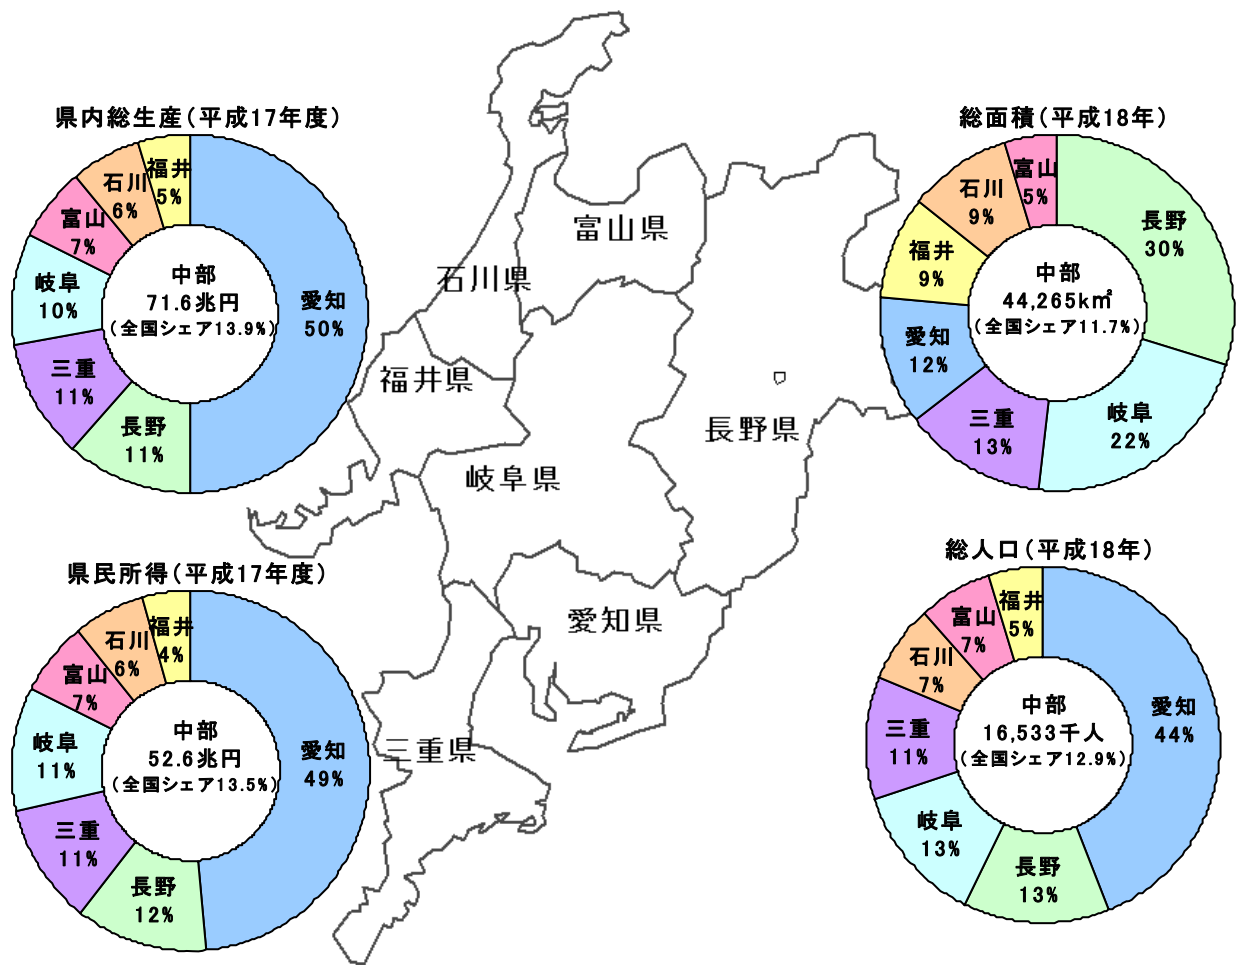 県内総生産(平成17年度)
福井
5%
石川
6%
富山
7%
岐阜
10%
三重
11%
長野
11%
愛知
50%
中部
71.6兆円
(全国シェア13.9%)
総面積(平成18年)
富山
5%
石川
9%
福井
9%
愛知
12%
三重
13%
岐阜
22%
長野
30%
中部
44,265k㎡
(全国シェア11.7%)
富山県
石川県
福井県
長野県
岐阜県
愛知県
三重県
県民所得(平成17年度)
福井
4%
石川
6%
富山
7%
岐阜
11%
三重
11%
長野
12%
愛知
49%
中部
52.6兆円
(全国シェア13.5%)
総人口(平成18年)
福井
5%
富山
7%
石川
7%
三重
11%
岐阜
13%
長野
13%
愛知
44%
中部
16,533千人
(全国シェア12.9%)